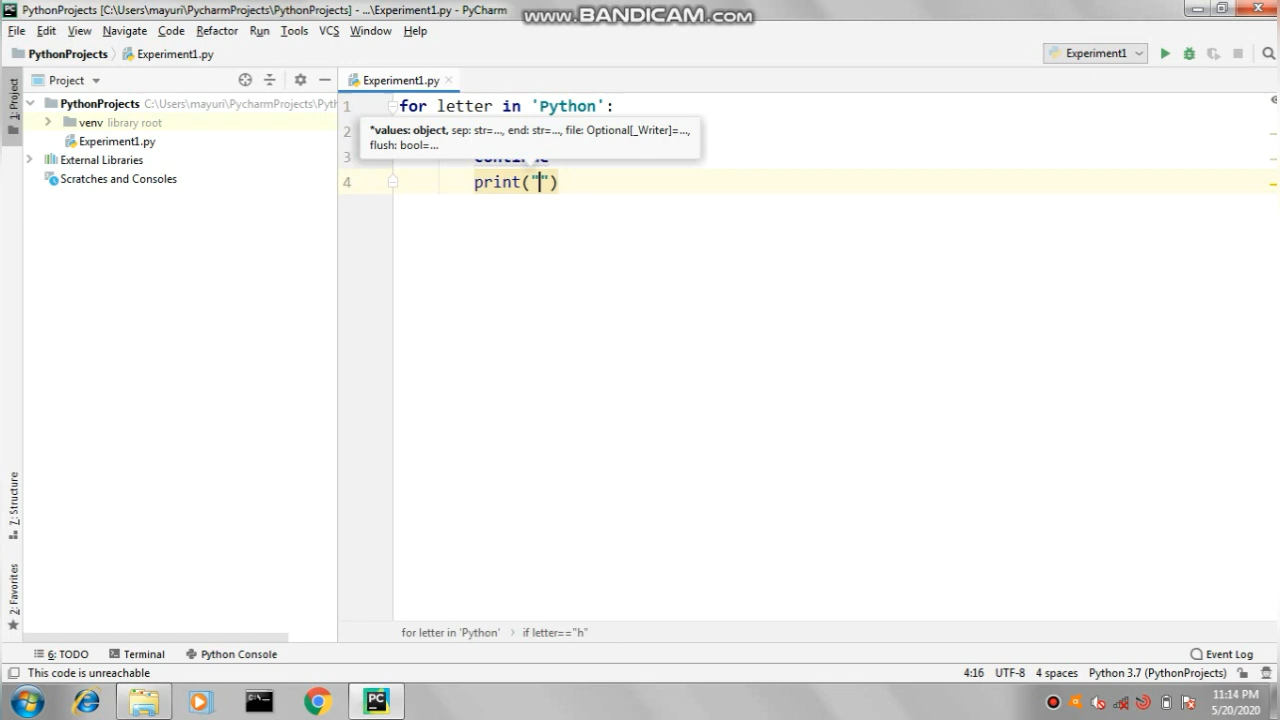 PythonProjects [C:\Users\mayuri\PycharmProjects\PythonProjects] - ...\Experiment1.py - PyCharm
www.BANDICAM.com
File Edit View Navigate Code Refactor Run Tools VCS Window Help
PythonProjects Experiment1.py
Experiment1
1: Project
Project
Experiment1.py
PythonProjects C:\Users\mayuri\PycharmProjects\Pyth
venv library root
Experiment1.py
External Libraries
Scratches and Consoles
1 for letter in 'Python':
2
*values: object, sep: str=..., end: str=..., file: Optional[_Writer]=...,
flush: bool=...
3 continue
4 print("")
7: Structure
2: Favorites
for letter in 'Python' if letter=="h"
6: TODO Terminal Python Console Event Log
This code is unreachable 4:16 UTF-8 4 spaces Python 3.7 (PythonProjects)
PC
11:14 PM
5/20/2020